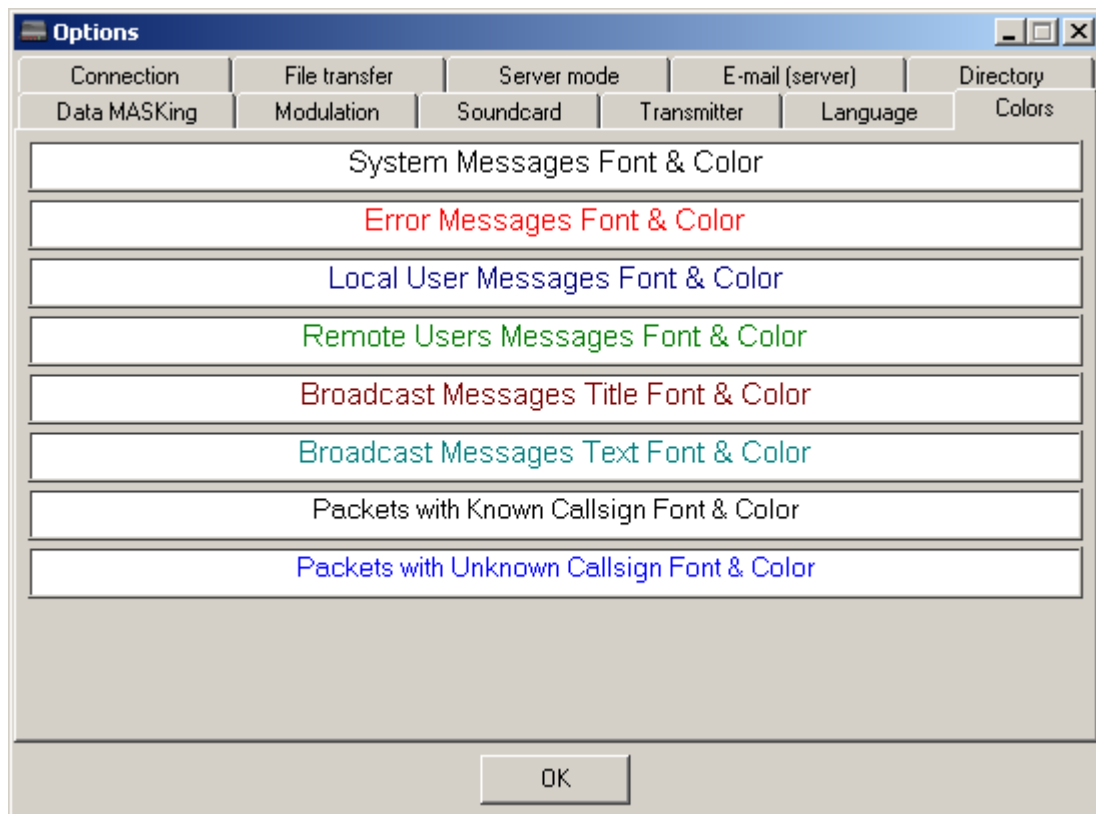 Options
Connection File transfer Server mode E-mail (server) Directory
Data MASKing Modulation Soundcard Transmitter Language Colors
System Messages Font & Color
Error Messages Font & Color
Local User Messages Font & Color
Remote Users Messages Font & Color
Broadcast Messages Title Font & Color
Broadcast Messages Text Font & Color
Packets with Known Callsign Font & Color
Packets with Unknown Callsign Font & Color
OK